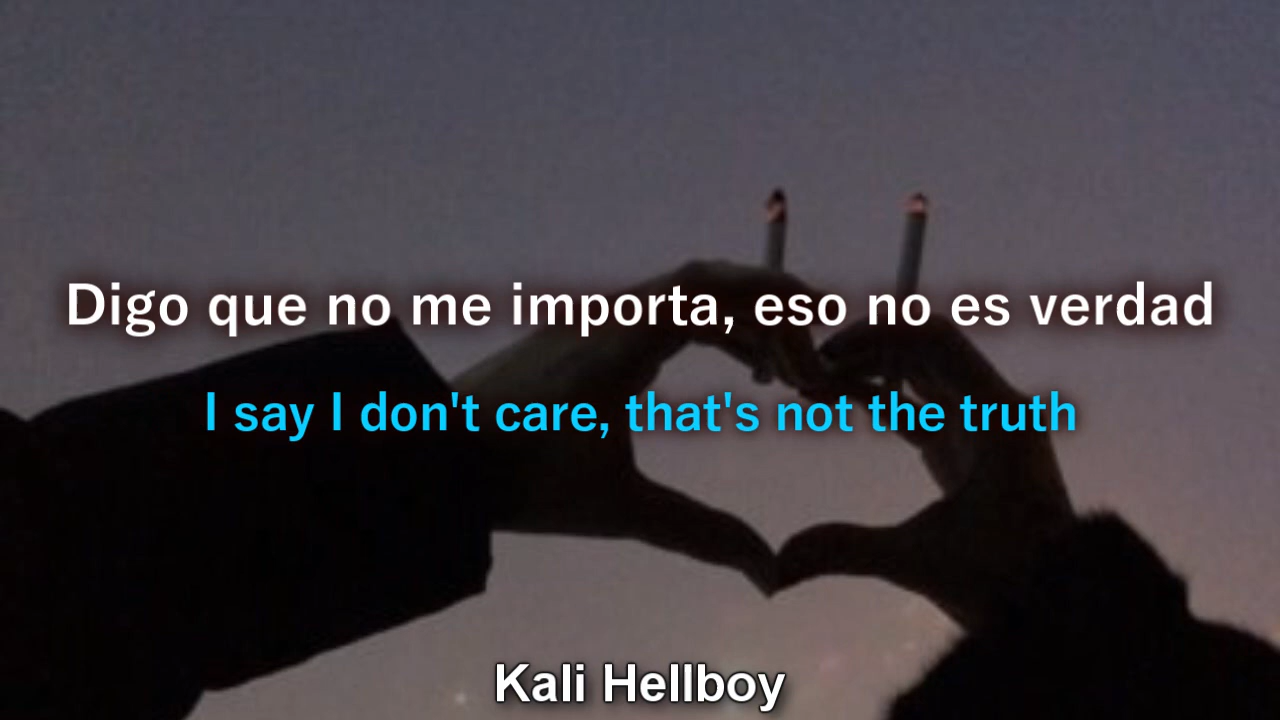 Digo que no me importa, eso no es verdad
I say I don't care, that's not the truth
Kali Hellboy